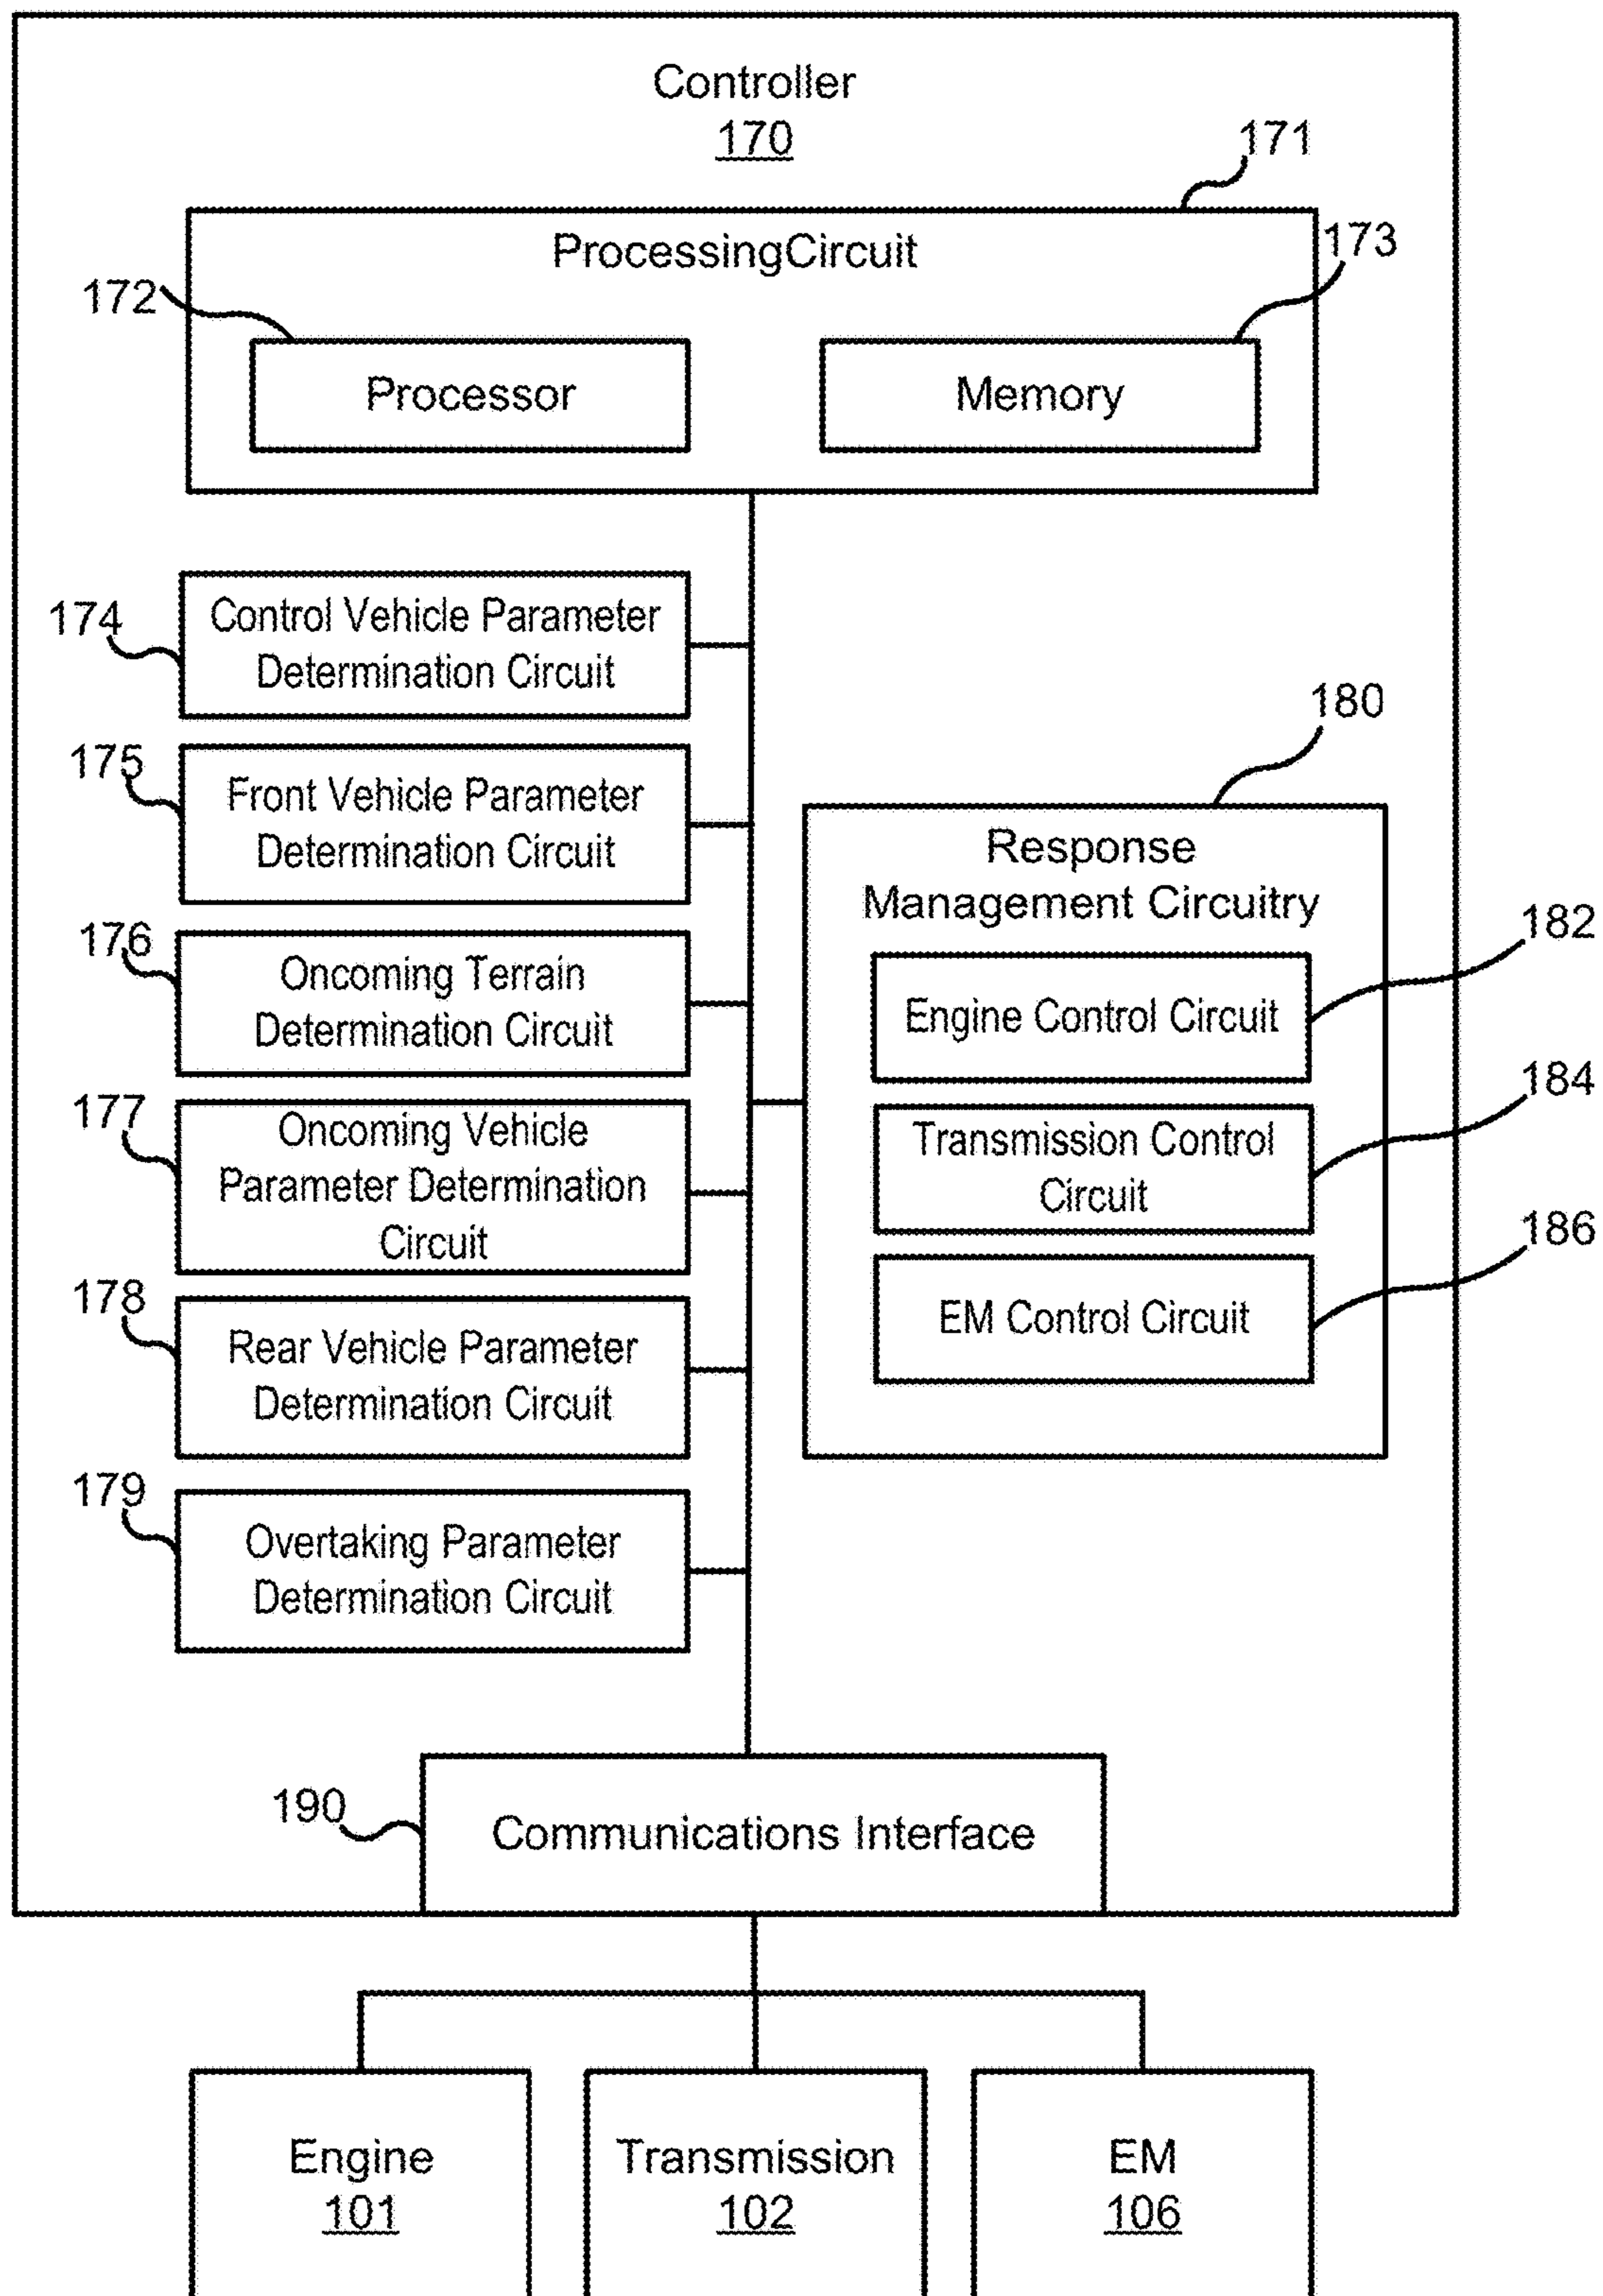 Controller
170
171
ProcessingCircuit
173
172
Processor
Memory
174
Control Vehicle Parameter
Determination Circuit
175
Front Vehicle Parameter
Determination Circuit
176
Oncoming Terrain
Determination Circuit
177
Oncoming Vehicle
Parameter Determination
Circuit
178
Rear Vehicle Parameter
Determination Circuit
179
Overtaking Parameter
Determination Circuit
180
Response
Management Circuitry
182
Engine Control Circuit
184
Transmission Control
Circuit
186
EM Control Circuit
190
Communications Interface
Engine
101
Transmission
102
EM
106